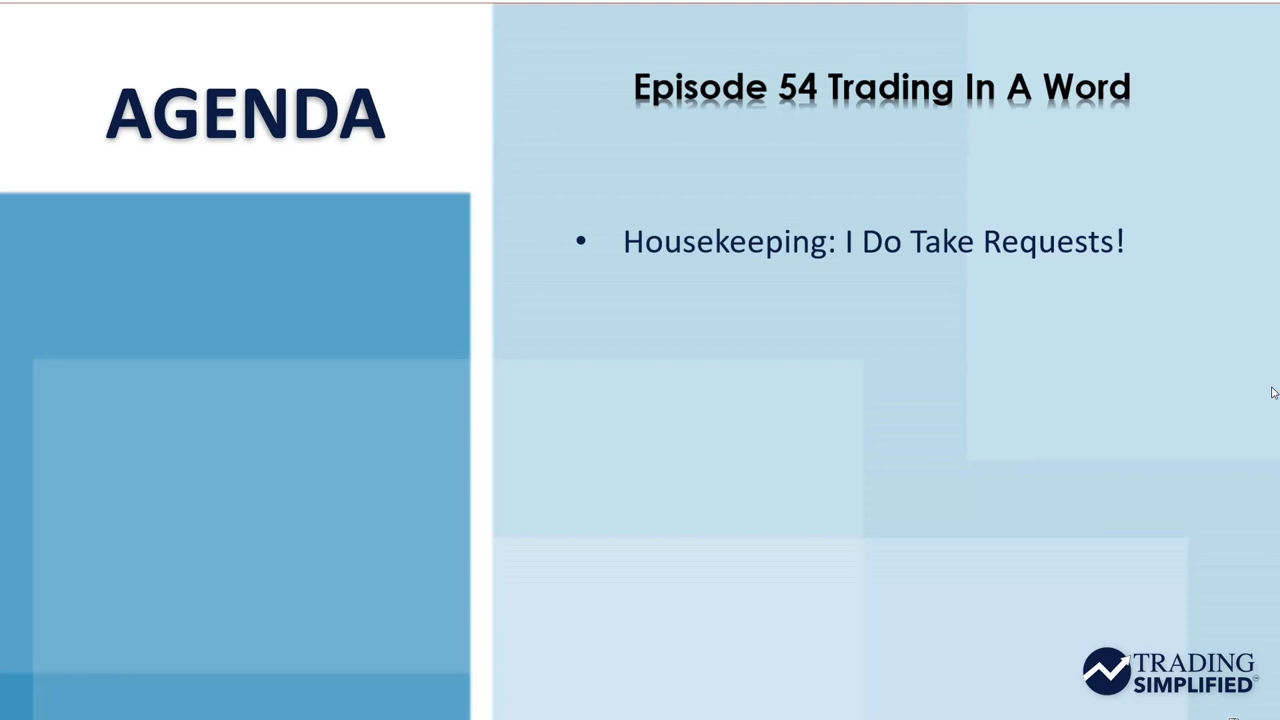 AGENDA
Episode 54 Trading In A Word
• Housekeeping: I Do Take Requests!
TRADING
SIMPLIFIED